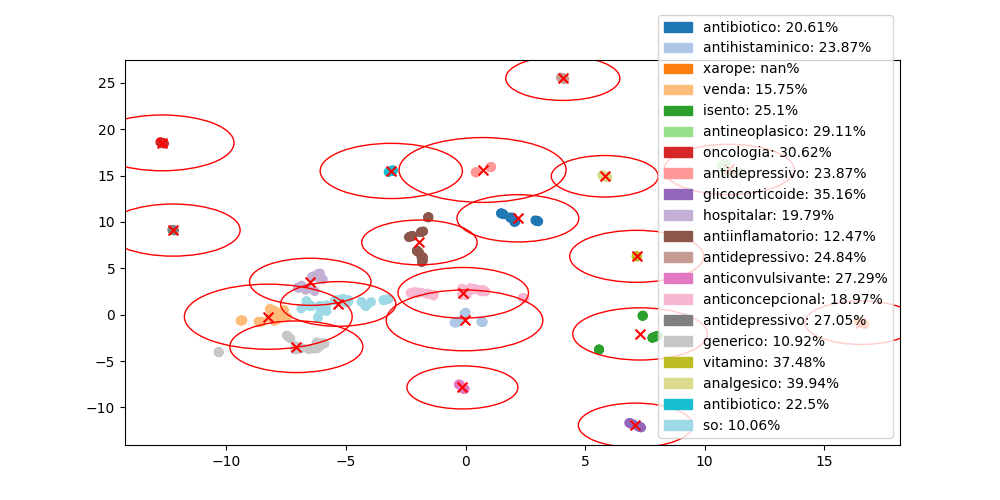 antibiotico: 20.61%
antihistaminico: 23.87%
xarope: nan%
venda: 15.75%
isento: 25.1%
antineoplasico: 29.11%
oncologia: 30.62%
antidepressivo: 23.87%
glicorticoide: 35.16%
hospitalar: 19.79%
antiinflamatorio: 12.47%
antidepressivo: 24.84%
anticonvulsivante: 27.29%
anticoncepcional: 18.97%
antidepressivo: 27.05%
generico: 10.92%
vitamino: 37.48%
analgesico: 39.94%
antibiotico: 22.5%
so: 10.06%
25
20
15
10
5
0
−5
−10
−10
−5
0
5
10
15